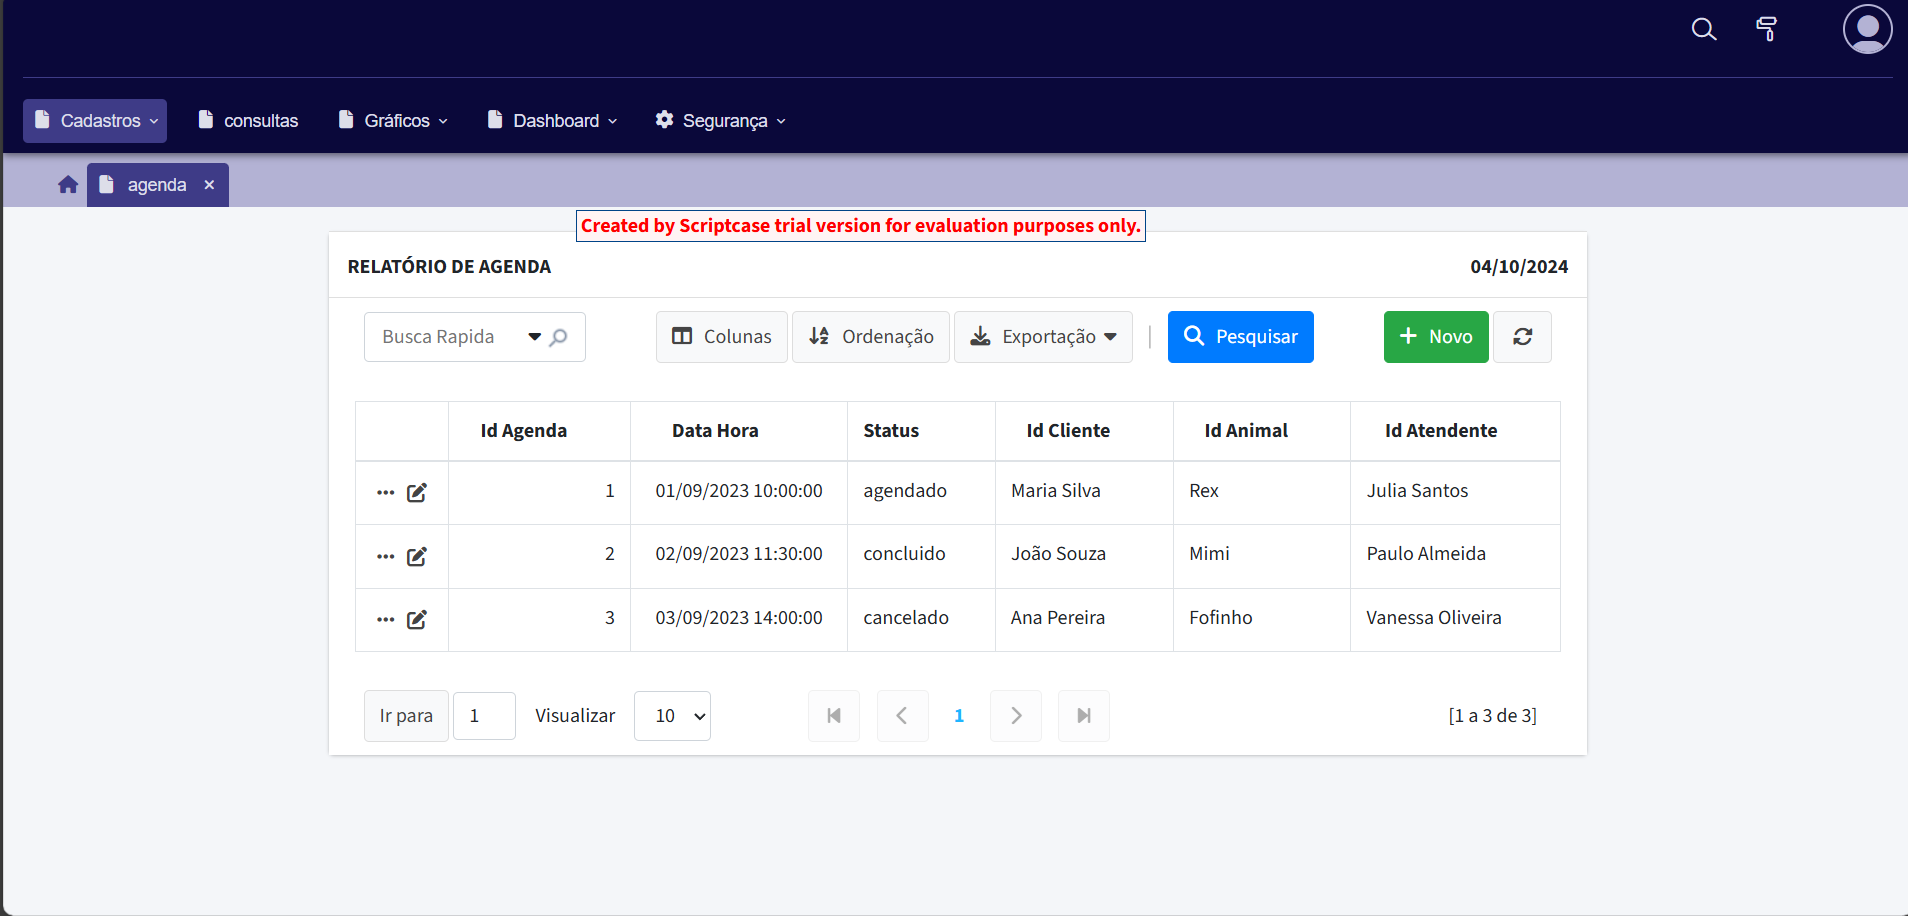 Cadastros
consultas
Gráficos
Dashboard
Segurança
agenda
Created by Scriptcase trial version for evaluation purposes only.
RELATÓRIO DE AGENDA 04/10/2024
Busca Rapida Colunas Ordenação Exportação | Pesquisar + Novo
Id Agenda Data Hora Status Id Cliente Id Animal Id Atendente
1 01/09/2023 10:00:00 agendado Maria Silva Rex Julia Santos
2 02/09/2023 11:30:00 concluido João Souza Mimi Paulo Almeida
3 03/09/2023 14:00:00 cancelado Ana Pereira Fofinho Vanessa Oliveira
Ir para 1 Visualizar 10 1 [1 a 3 de 3]